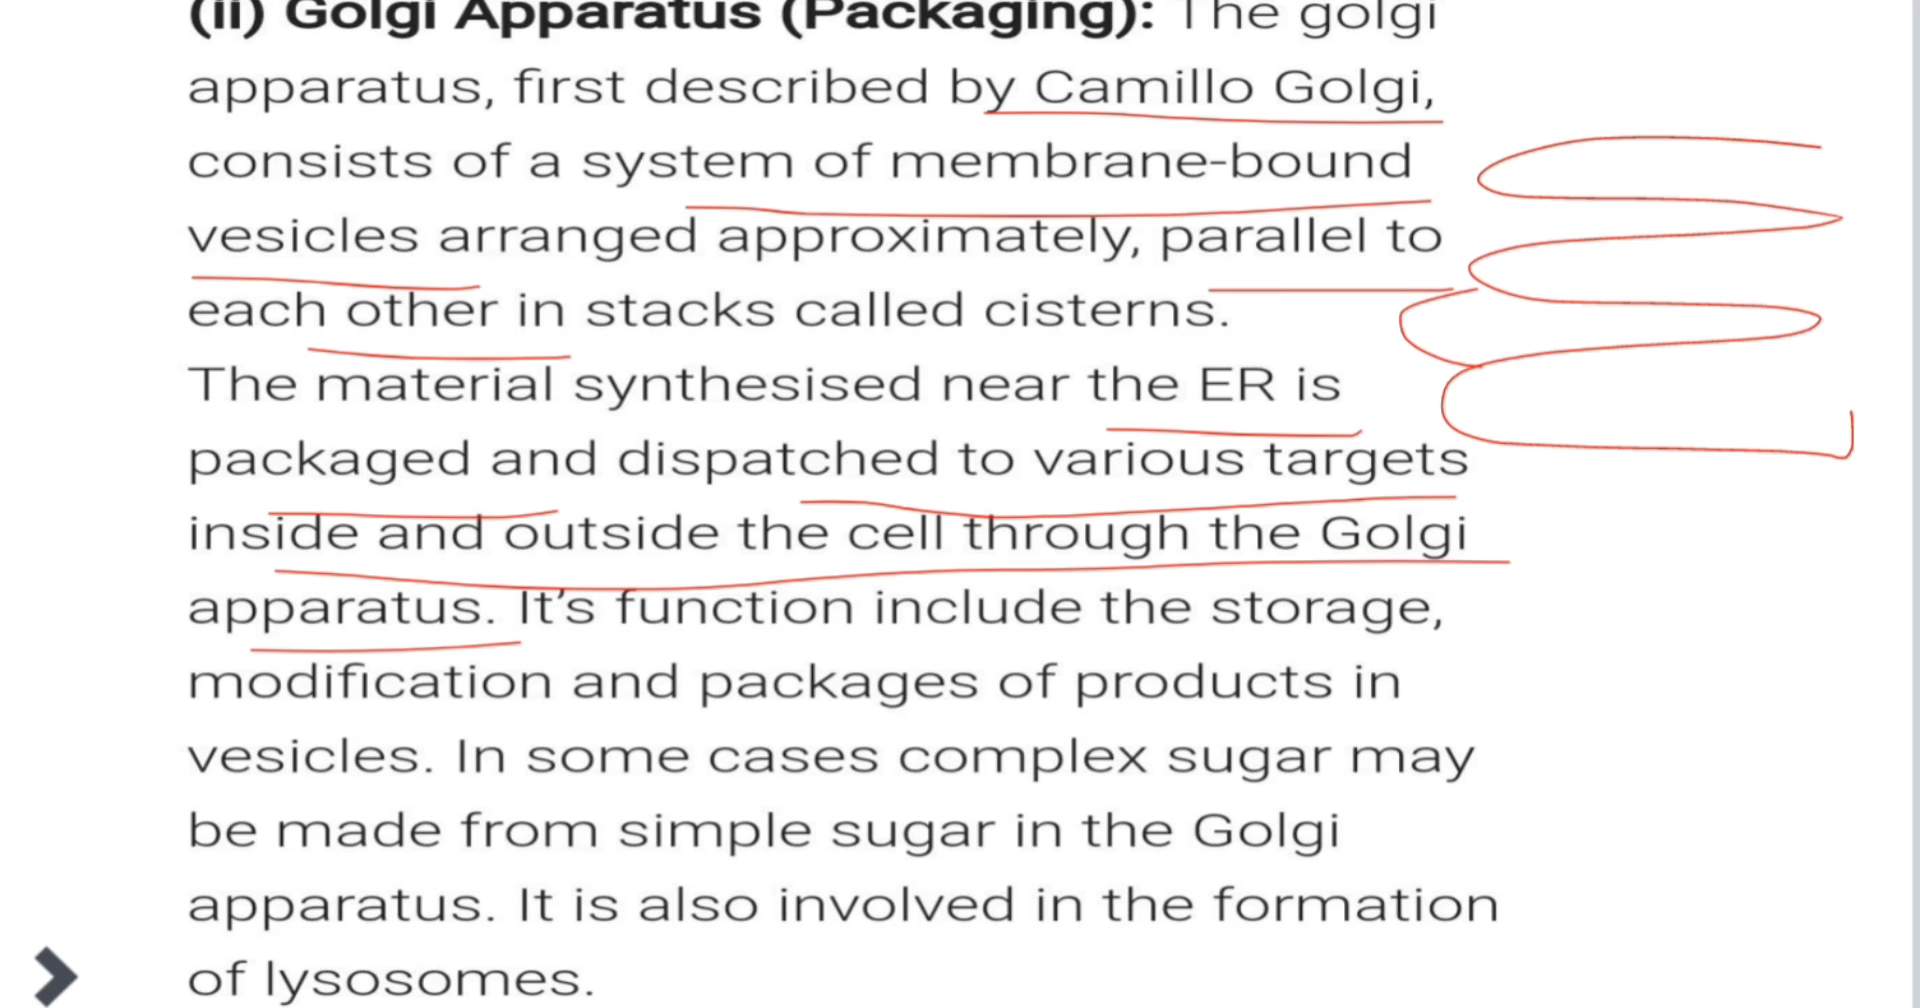 (ii) Golgi Apparatus (Packaging): The golgi
apparatus, first described by Camillo Golgi,
consists of a system of membrane-bound
vesicles arranged approximately, parallel to
each other in stacks called cisterns.
The material synthesised near the ER is
packaged and dispatched to various targets
inside and outside the cell through the Golgi
apparatus. It’s function include the storage,
modification and packages of products in
vesicles. In some cases complex sugar may
be made from simple sugar in the Golgi
apparatus. It is also involved in the formation
of lysosomes.